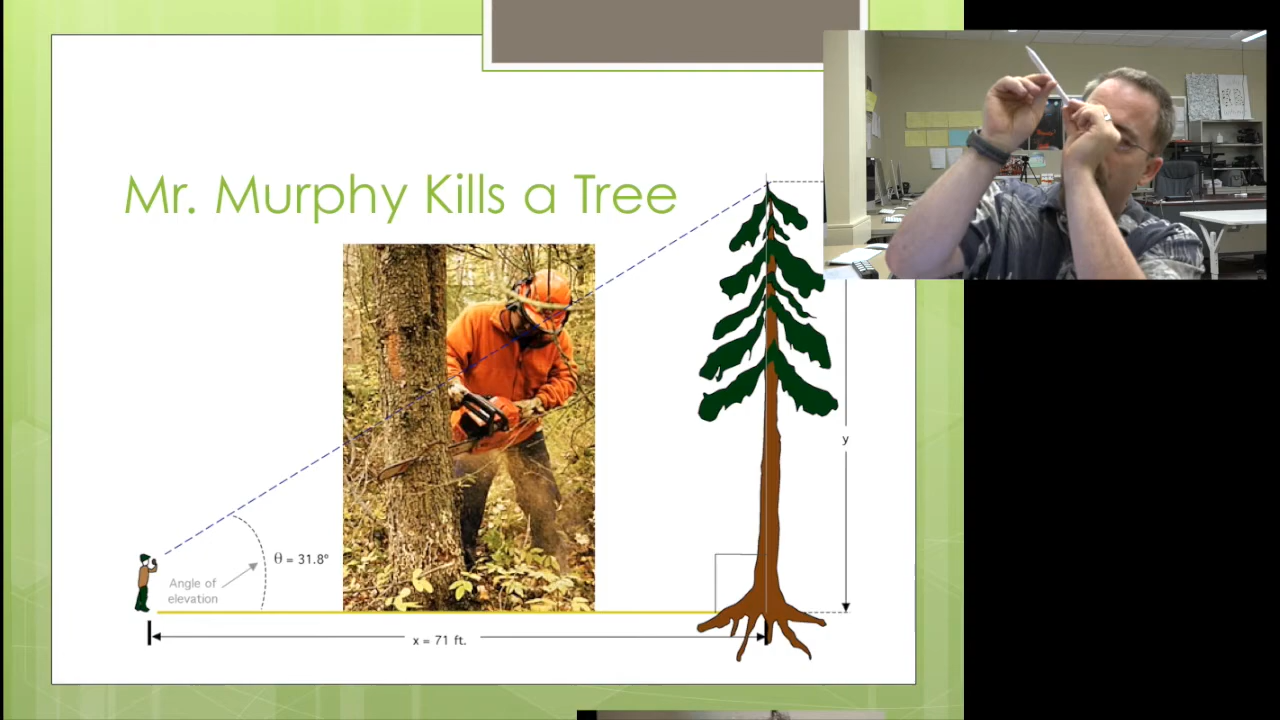 Mr. Murphy Kills a Tree
y
θ = 31.8°
Angle of
elevation
x = 71 ft.